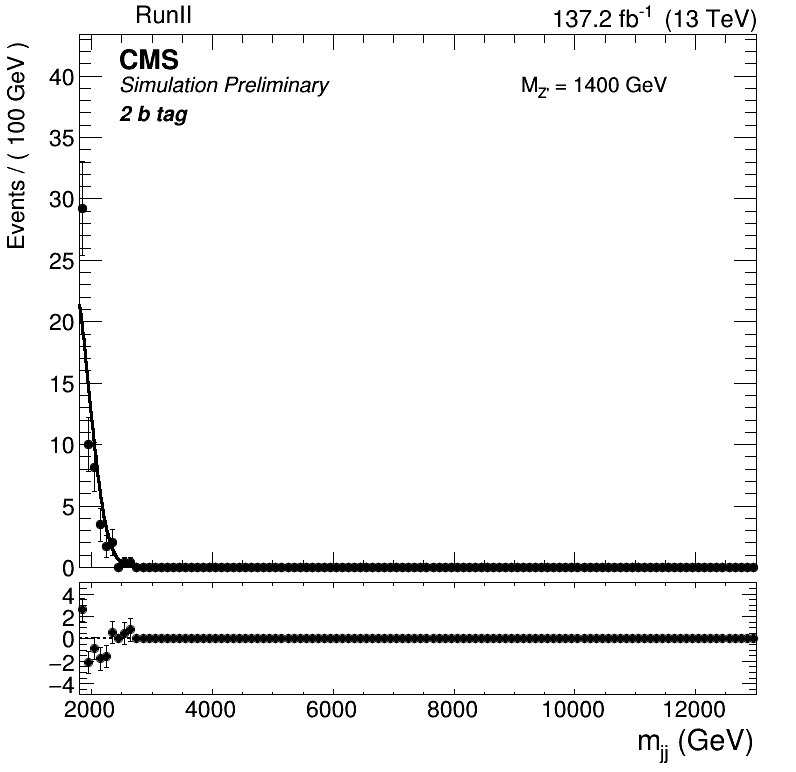 RunII
137.2 fb-1 (13 TeV)
CMS
Simulation Preliminary
MZ' = 1400 GeV
2 b tag
Events / ( 100 GeV )
40
35
30
25
20
15
10
5
0
4
2
0
−2
−4
2000 4000 6000 8000 10000 12000
mjj (GeV)